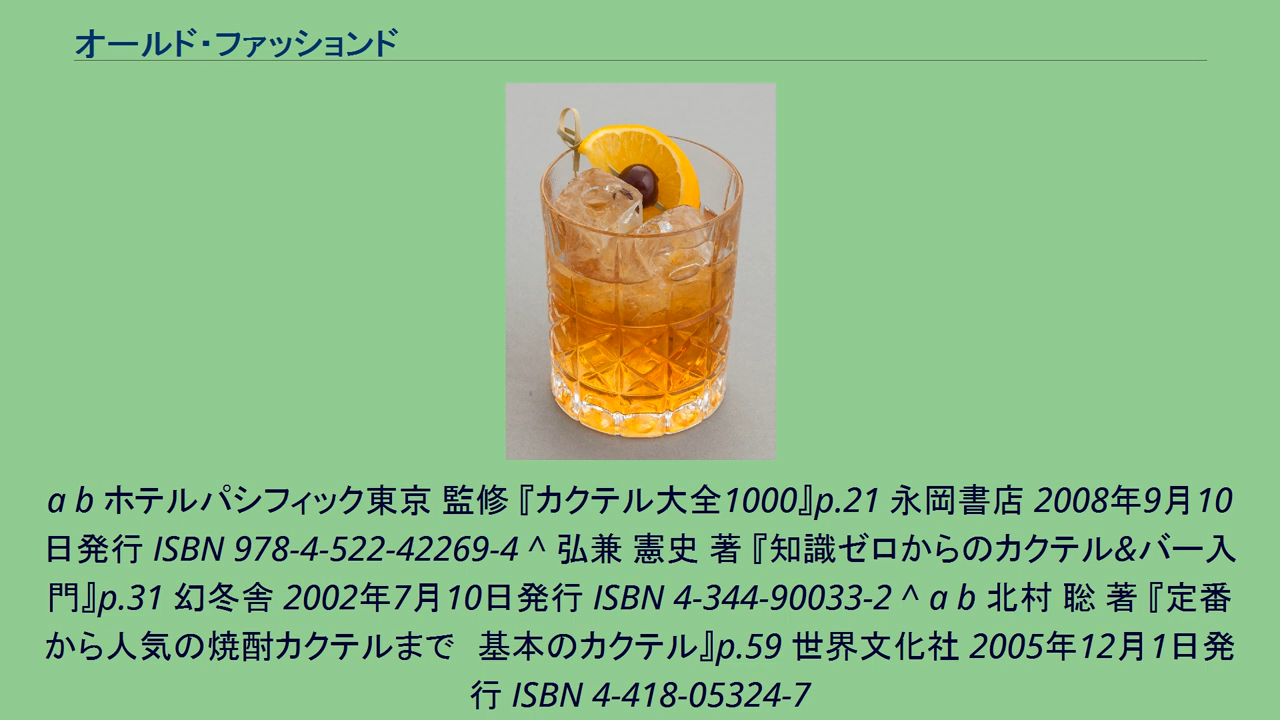 オールド・ファッションド
a b ホテルパシフィック東京 監修『カクテル大全1000』p.21 永岡書店 2008年9月10
日発行 ISBN 978-4-522-42269-4 ^ 弘兼 憲史 著『知識ゼロからのカクテル&バー入
門』p.31 幻冬舎 2002年7月10日発行 ISBN 4-344-90033-2 ^ a b 北村 聡 著『定番
から人気の焼酎カクテルまで　基本のカクテル』p.59 世界文化社 2005年12月1日発
行 ISBN 4-418-05324-7